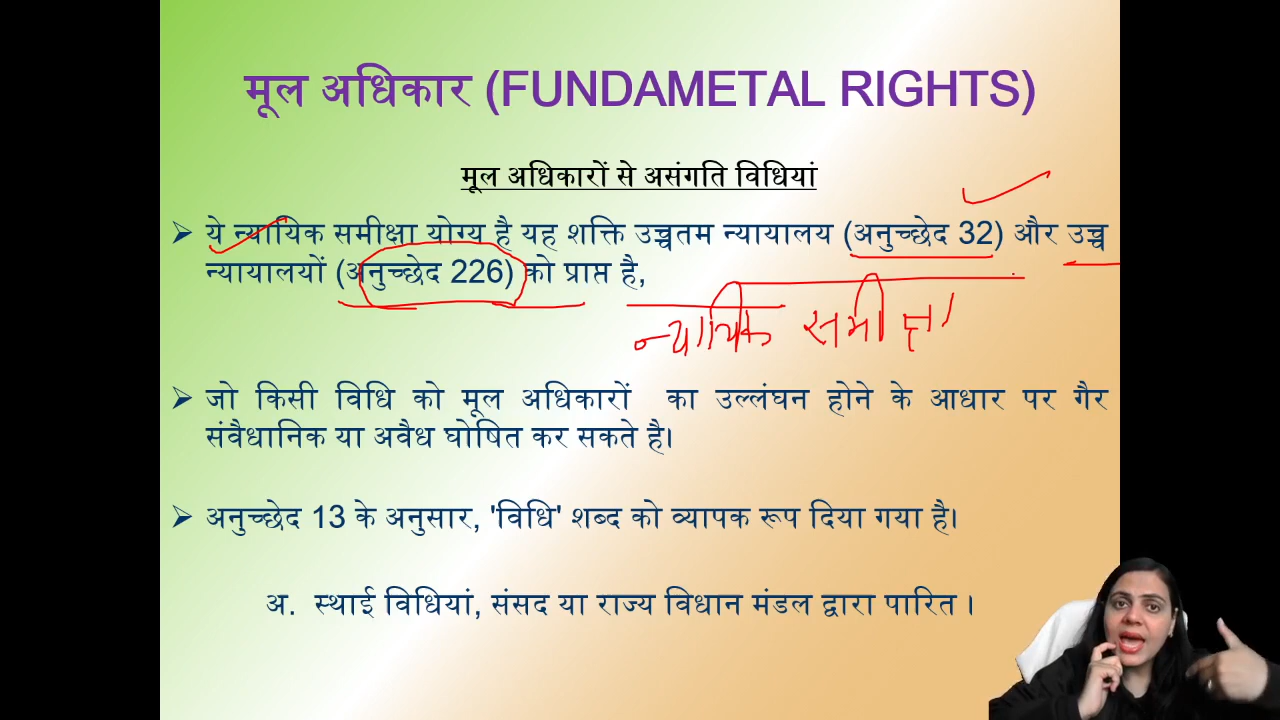 मूल अधिकार (FUNDAMETAL RIGHTS)
मूल अधिकारों से असंगति विधियां
➤ ये न्यायिक समीक्षा योग्य है यह शक्ति उच्चतम न्यायालय (अनुच्छेद 32) और उच्च
न्यायालयों (अनुच्छेद 226) को प्राप्त है,
न्यायिक समीक्षा
➤ जो किसी विधि को मूल अधिकारों का उल्लंघन होने के आधार पर गैर
संवैधानिक या अवैध घोषित कर सकते है।
➤ अनुच्छेद 13 के अनुसार, 'विधि' शब्द को व्यापक रूप दिया गया है।
अ. स्थाई विधियां, संसद या राज्य विधान मंडल द्वारा पारित ।